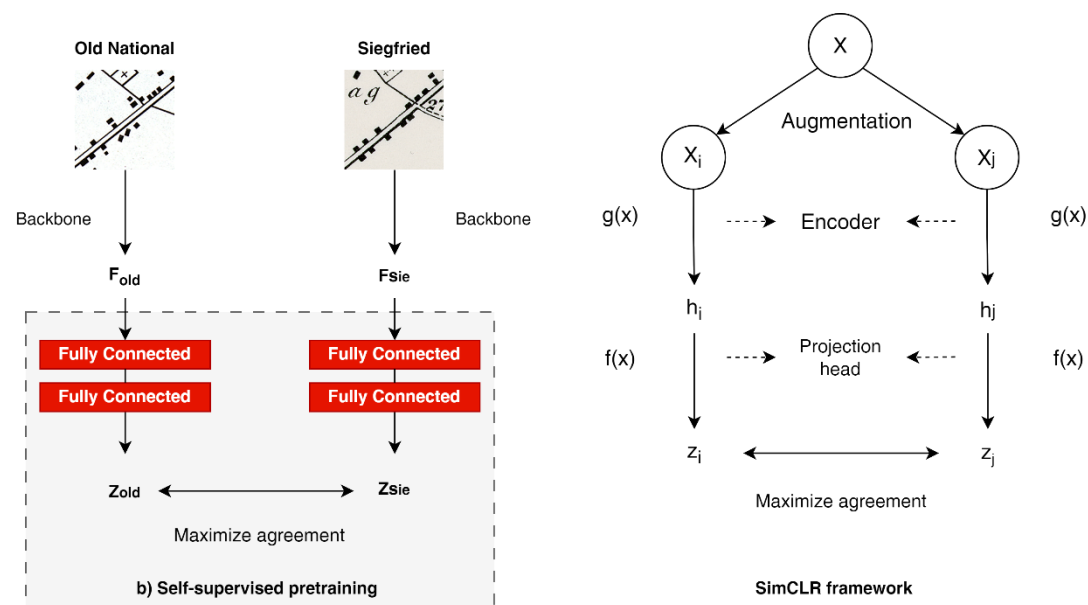 Old National
Siegfried
a g
27
Backbone
Backbone
Fold
Fsie
Fully Connected
Fully Connected
Fully Connected
Fully Connected
Zold
Zsie
Maximize agreement
b) Self-supervised pretraining
X
Augmentation
Xi
Xj
g(x)
Encoder
g(x)
hi
hj
f(x)
Projection
head
f(x)
zi
zj
Maximize agreement
SimCLR framework